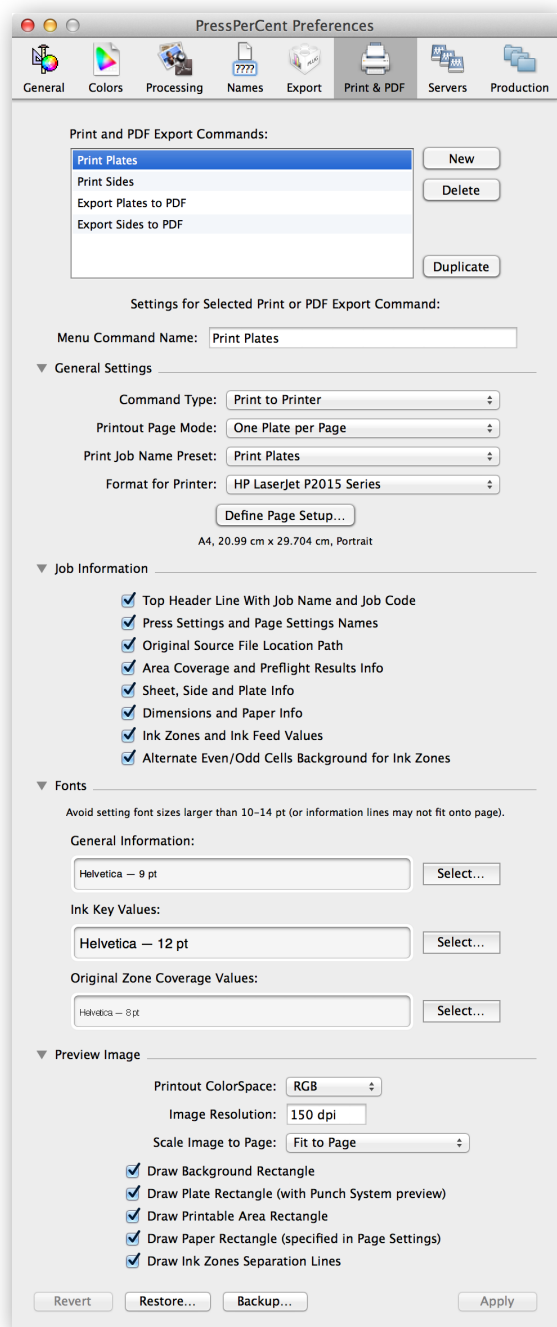 PressPerCent Preferences
General Colors Processing Names Export Print & PDF Servers Production
????
Print and PDF Export Commands:
Print Plates
New
Print Sides
Delete
Export Plates to PDF
Export Sides to PDF
Duplicate
Settings for Selected Print or PDF Export Command:
Menu Command Name: Print Plates
General Settings
Command Type: Print to Printer
Printout Page Mode: One Plate per Page
Print Job Name Preset: Print Plates
Format for Printer: HP LaserJet P2015 Series
Define Page Setup...
A4, 20.99 cm x 29.704 cm, Portrait
Job Information
Top Header Line With Job Name and Job Code
Press Settings and Page Settings Names
Original Source File Location Path
Area Coverage and Preflight Results Info
Sheet, Side and Plate Info
Dimensions and Paper Info
Ink Zones and Ink Feed Values
Alternate Even/Odd Cells Background for Ink Zones
Fonts
Avoid setting font sizes larger than 10-14 pt (or information lines may not fit onto page).
General Information:
Helvetica — 9 pt Select...
Ink Key Values:
Helvetica — 12 pt Select...
Original Zone Coverage Values:
Helvetica — 8 pt Select...
Preview Image
Printout ColorSpace: RGB
Image Resolution: 150 dpi
Scale Image to Page: Fit to Page
Draw Background Rectangle
Draw Plate Rectangle (with Punch System preview)
Draw Printable Area Rectangle
Draw Paper Rectangle (specified in Page Settings)
Draw Ink Zones Separation Lines
Revert Restore... Backup... Apply